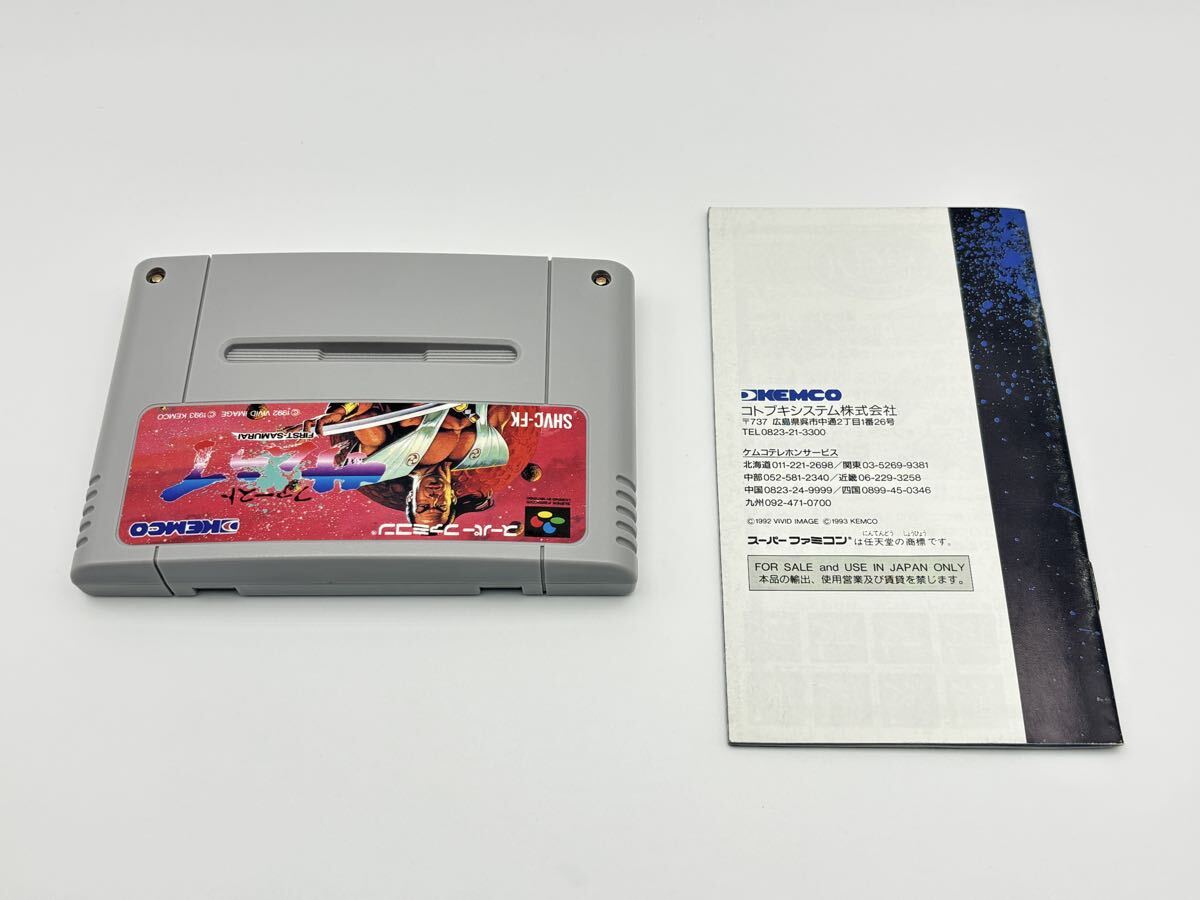 スーパーファミコン®
KEMCO
ファースト
サムライ
FIRST-SAMURAI
SHVC-FK
©1992 VIVID IMAGE ©1993 KEMCO
KEMCO
コトブキシステム株式会社
〒737 広島県呉市中通2丁目1番26号
TEL0823-21-3300
ケムコテレホンサービス
北海道011-221-2698/関東03-5269-9381
中部052-581-2340/近畿06-229-3258
中国0823-24-9999/四国0899-45-0346
九州092-471-0700
©1992 VIVID IMAGE ©1993 KEMCO
にんてんどう しょうひょう
スーパーファミコン®は任天堂の商標です。
FOR SALE and USE IN JAPAN ONLY
本品の輸出、使用営業及び賃貸を禁じます。